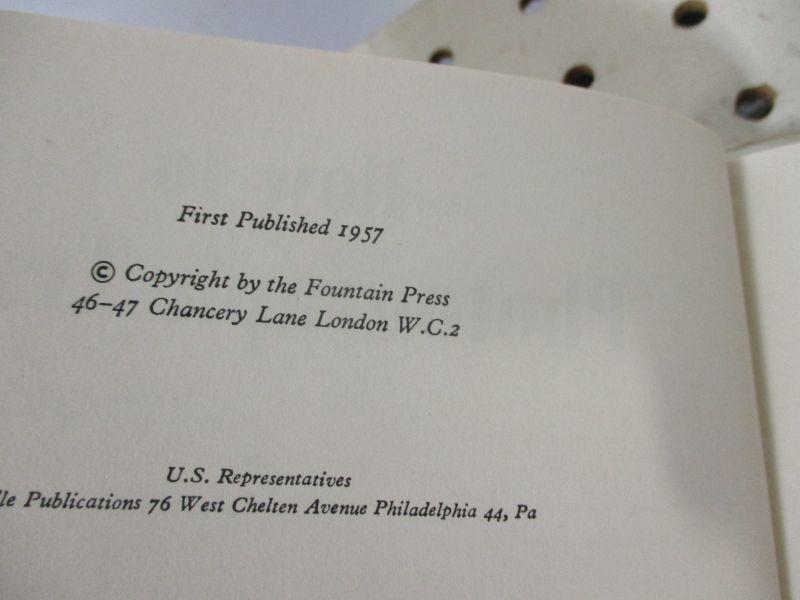 First Published 1957
© Copyright by the Fountain Press
46–47 Chancery Lane London W.C.2
U.S. Representatives
Publications 76 West Chelten Avenue Philadelphia 44, Pa